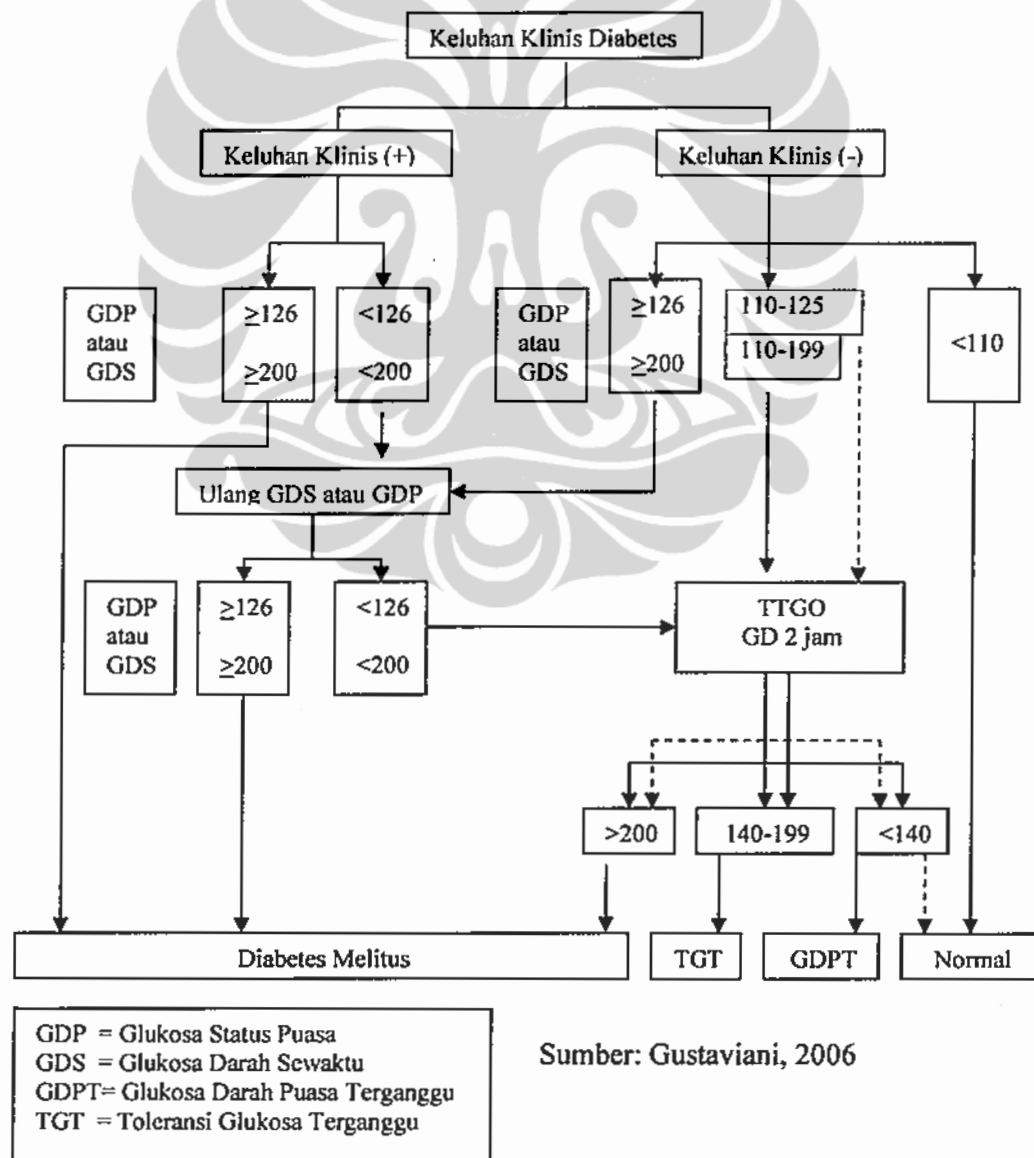 Keluhan Klinis Diabetes
Keluhan Klinis (+)
Keluhan Klinis (-)
GDP
atau
GDS
≥126
≥200
<126
<200
GDP
atau
GDS
≥126
≥200
110-125
110-199
<110
Ulang GDS atau GDP
GDP
atau
GDS
≥126
≥200
<126
<200
TTGO
GD 2 jam
>200
140-199
<140
Diabetes Melitus
TGT
GDPT
Normal
GDP = Glukosa Status Puasa
GDS = Glukosa Darah Sewaktu
GDPT= Glukosa Darah Puasa Terganggu
TGT = Toleransi Glukosa Terganggu
Sumber: Gustaviani, 2006